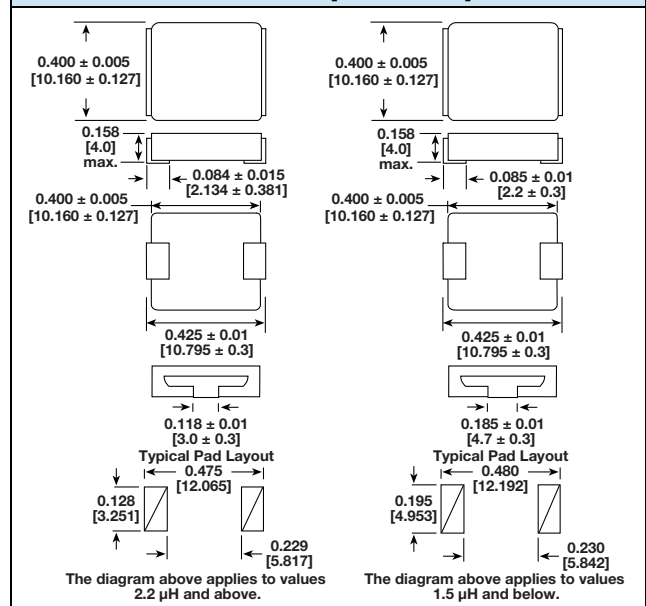 0.400 ± 0.005
[10.160 ± 0.127]
0.158
[4.0]
max.
0.084 ± 0.015
[2.134 ± 0.381]
0.400 ± 0.005
[10.160 ± 0.127]
0.425 ± 0.01
[10.795 ± 0.3]
0.118 ± 0.01
[3.0 ± 0.3]
Typical Pad Layout
0.475
[12.065]
0.128
[3.251]
0.229
[5.817]
The diagram above applies to values
2.2 µH and above.
0.400 ± 0.005
[10.160 ± 0.127]
0.158
[4.0]
max.
0.085 ± 0.01
[2.2 ± 0.3]
0.400 ± 0.005
[10.160 ± 0.127]
0.425 ± 0.01
[10.795 ± 0.3]
0.185 ± 0.01
[4.7 ± 0.3]
Typical Pad Layout
0.480
[12.192]
0.195
[4.953]
0.230
[5.842]
The diagram above applies to values
1.5 µH and below.